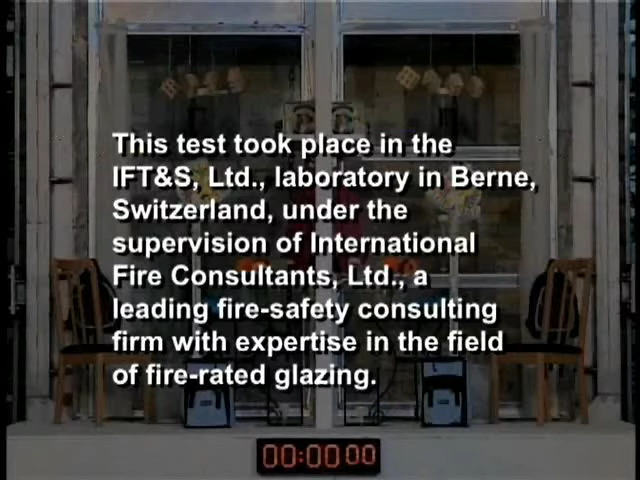 This test took place in the
IFT&S, Ltd., laboratory in Berne,
Switzerland, under the
supervision of International
Fire Consultants, Ltd., a
leading fire-safety consulting
firm with expertise in the field
of fire-rated glazing.
00:00 00